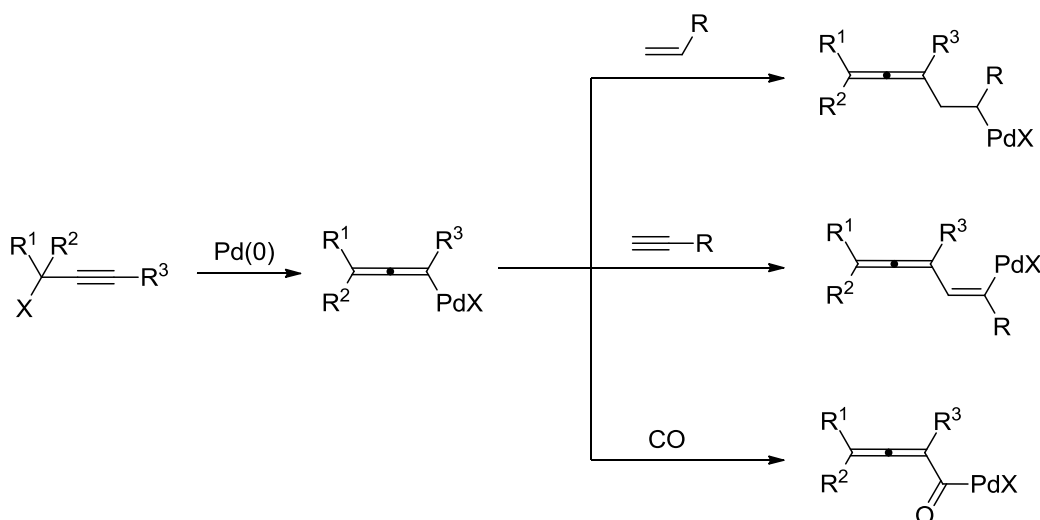 R¹ R² R³
X
Pd(0)
R¹ R³
R² PdX
R
R¹ R³
R² R
PdX
R
R¹ R³
R² PdX
R
CO
R¹ R³
R² PdX
O